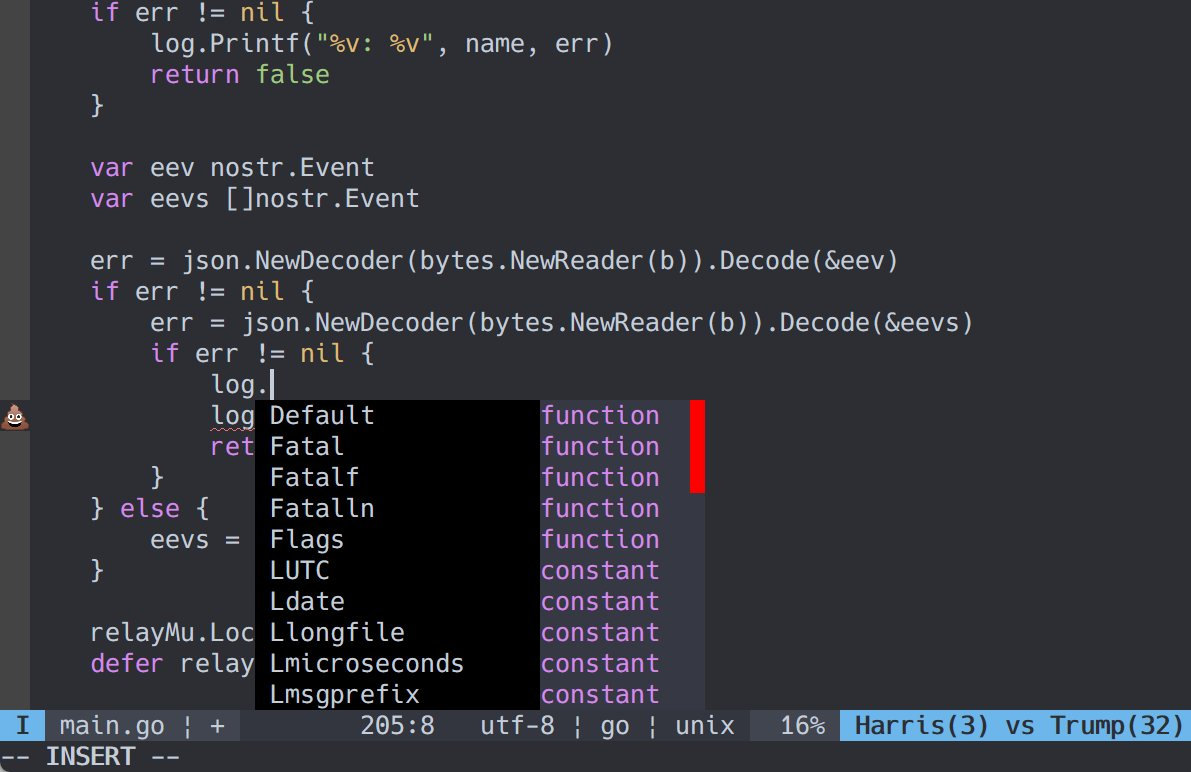 if err != nil {
log.Printf("%v: %v", name, err)
return false
}
var eev nostr.Event
var eevs []nostr.Event
err = json.NewDecoder(bytes.NewReader(b)).Decode(&eev)
if err != nil {
err = json.NewDecoder(bytes.NewReader(b)).Decode(&eevs)
if err != nil {
log.
log Default function
ret Fatal function
} Fatalf function
} else { Fatalln function
eevs = Flags function
} LUTC constant
Ldate constant
relayMu.Loc Llongfile constant
defer relay Lmicroseconds constant
Lmsgprefix constant
I main.go ¦ + 205:8 utf-8 ¦ go ¦ unix 16% Harris(3) vs Trump(32)
-- INSERT --